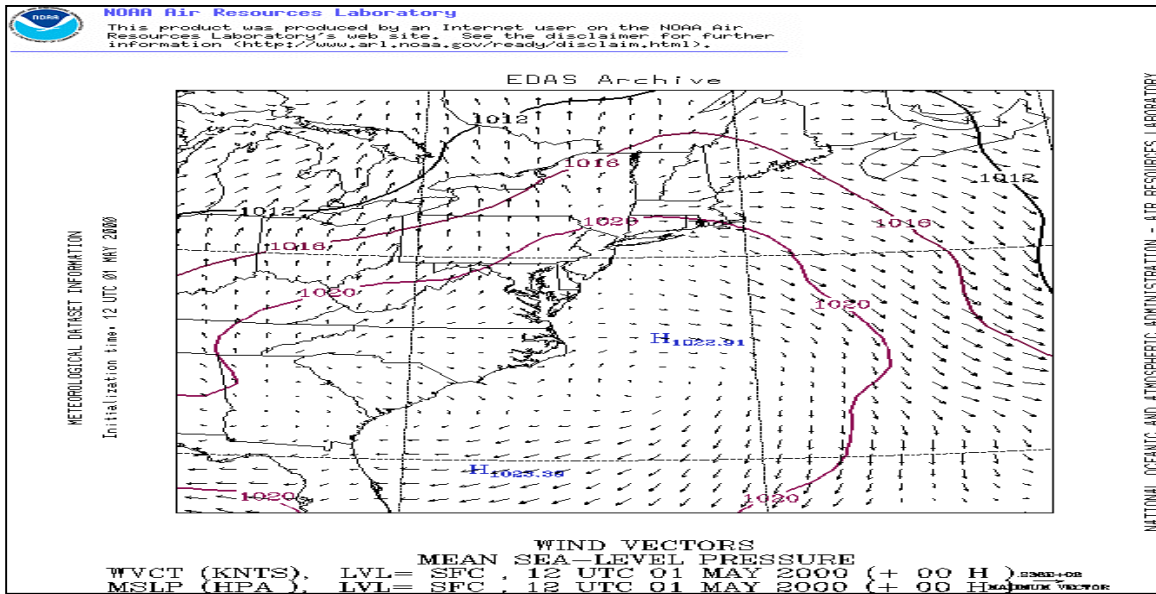 NOAA
NOAA Air Resources Laboratory
This product was produced by an Internet user on the NOAA Air
Resources Laboratory's web site. See the disclaimer for further
information (http://www.arl.noaa.gov/ready/disclaim.html).
EDAS Archive
1012
1016
1012
1012
1020
1016
1016
1020
1020
H1022.91
H1023.38
1020
1020
METEOROLOGICAL DATASET INFORMATION
Initialization time: 12 UTC 01 MAY 2000
NATIONAL OCEANIC AND ATMOSPHERIC ADMINISTRATION - AIR RESOURCES LABORATORY
WIND VECTORS
MEAN SEA-LEVEL PRESSURE
WVCT (KNTS), LVL= SFC , 12 UTC 01 MAY 2000 (+ 00 H )
MSLP (HPA ), LVL= SFC , 12 UTC 01 MAY 2000 (+ 00 H )
MAXIMUM VECTOR